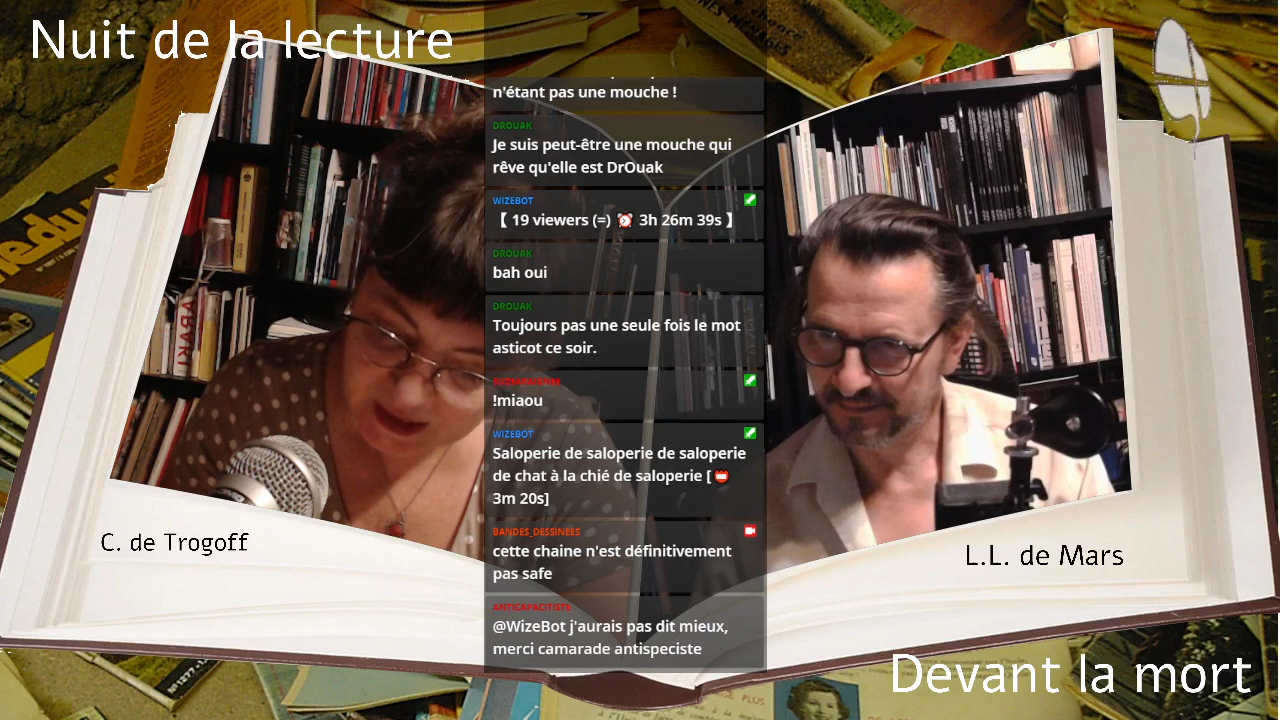 Nuit de la lecture
n'étant pas une mouche !
DROUAK
Je suis peut-être une mouche qui
rêve qu'elle est DrOuak
WIZEBOT
【 19 viewers (=) ⏰ 3h 26m 39s 】
DROUAK
bah oui
DROUAK
Toujours pas une seule fois le mot
asticot ce soir.
!miaou
WIZEBOT
Saloperie de saloperie de saloperie
de chat à la chié de saloperie [📛
3m 20s]
BANDES_DESSINEES
cette chaine n'est définitivement
pas safe
ANTICAPACITISTE
@WizeBot j'aurais pas dit mieux,
merci camarade antispeciste
C. de Trogoff
L.L. de Mars
Devant la mort